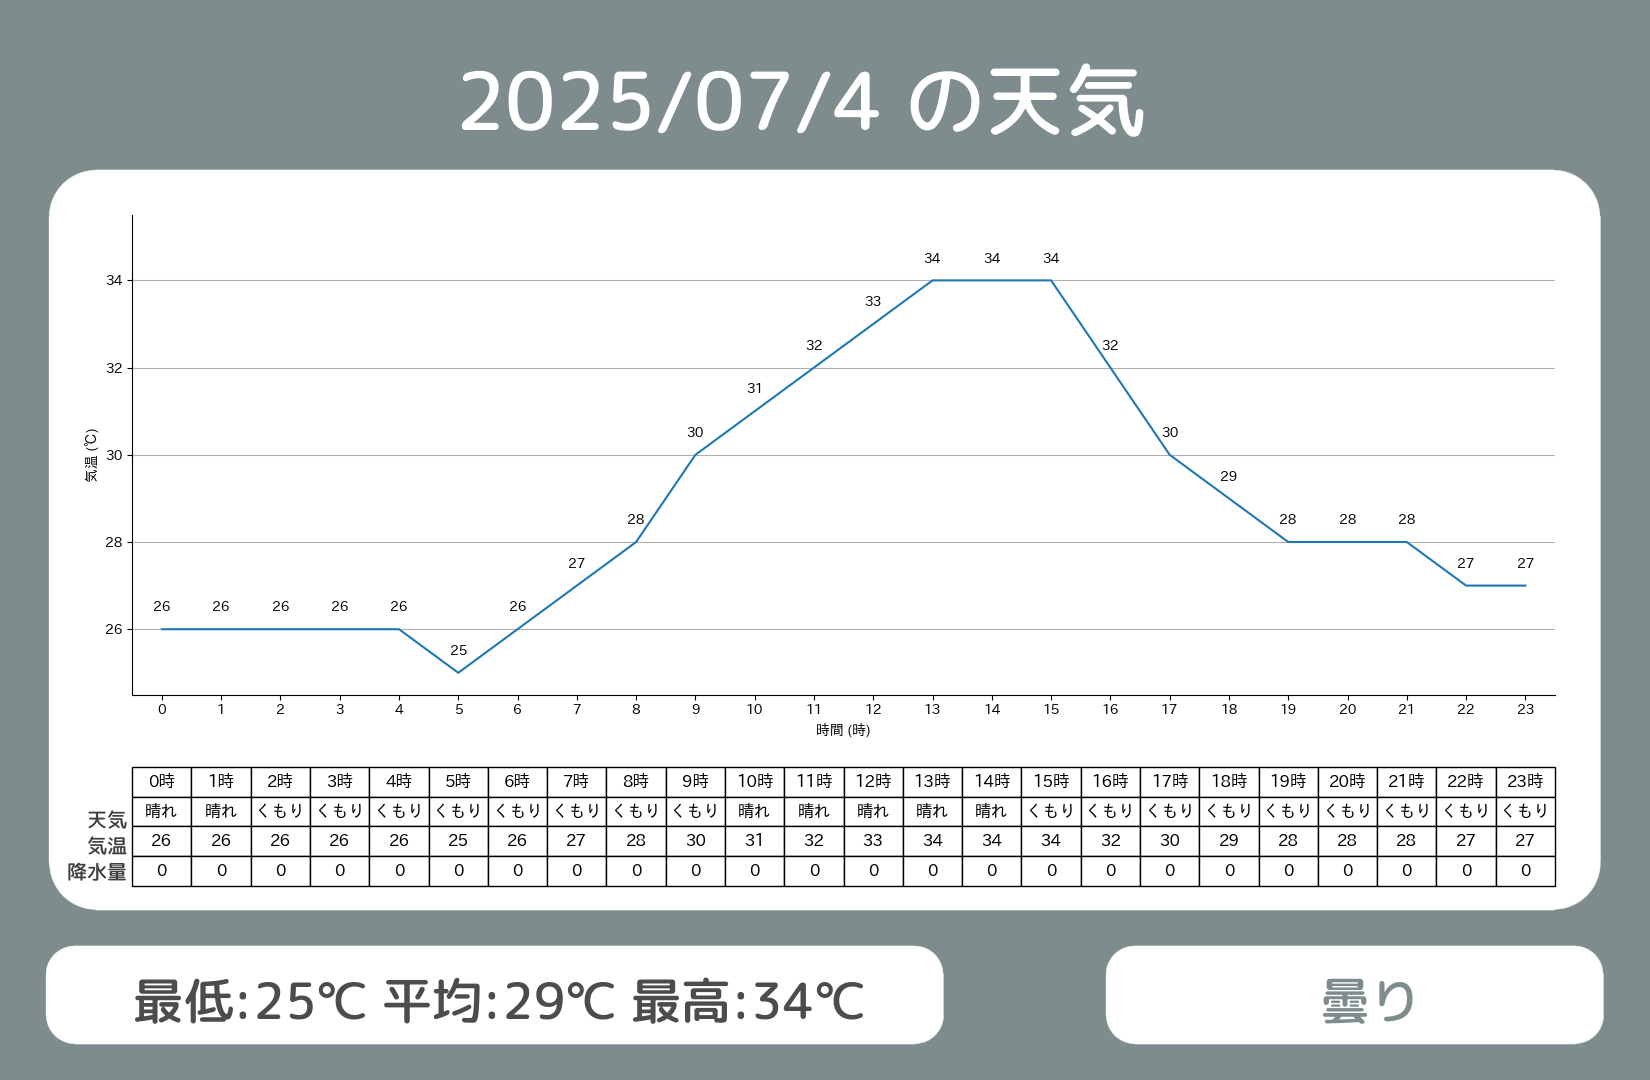 2025/07/4 の天気
34 34 34
34
33
32 32
32
31
気温 (℃)
30 30
30
29
28 28 28 28
28
27 27 27
26 26 26 26 26 26
26
25
0 1 2 3 4 5 6 7 8 9 10 11 12 13 14 15 16 17 18 19 20 21 22 23
時間 (時)
0時 1時 2時 3時 4時 5時 6時 7時 8時 9時 10時 11時 12時 13時 14時 15時 16時 17時 18時 19時 20時 21時 22時 23時
天気 晴れ 晴れ くもり くもり くもり くもり くもり くもり くもり くもり 晴れ 晴れ 晴れ 晴れ 晴れ くもり くもり くもり くもり くもり くもり くもり くもり くもり
気温 26 26 26 26 26 25 26 27 28 30 31 32 33 34 34 34 32 30 29 28 28 28 27 27
降水量 0 0 0 0 0 0 0 0 0 0 0 0 0 0 0 0 0 0 0 0 0 0 0 0
最低:25℃ 平均:29℃ 最高:34℃
曇り